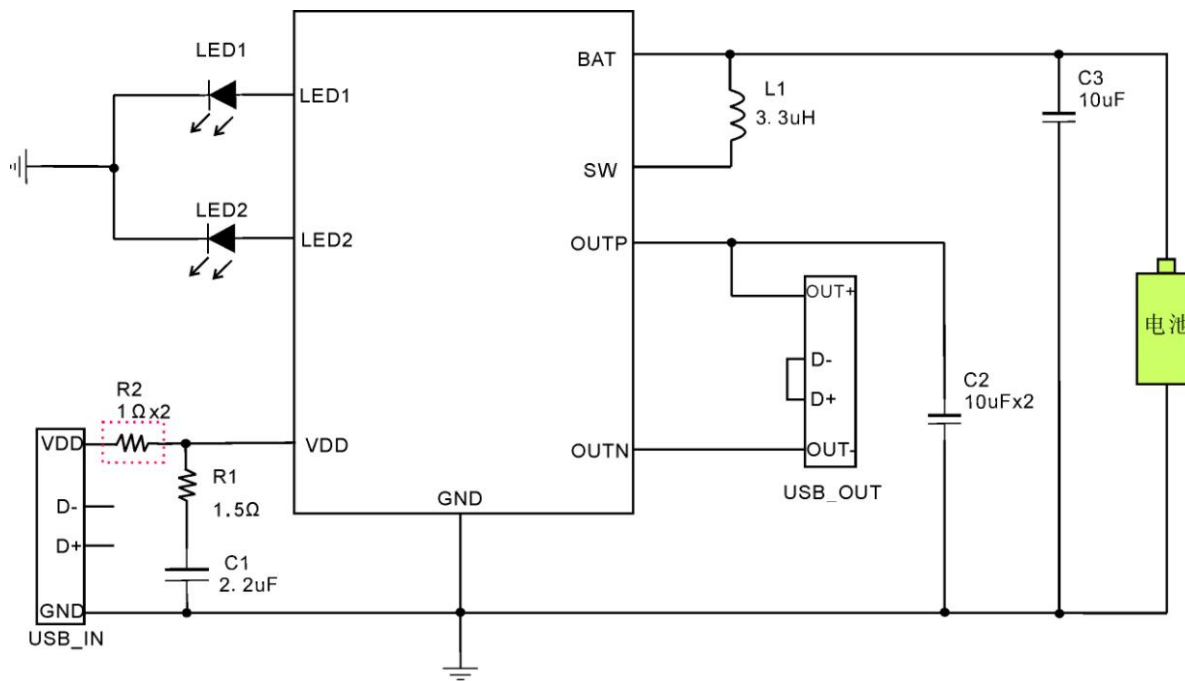 LED1
LED1
LED2
LED2
BAT
L1
3.3uH
SW
C3
10uF
OUTP
OUT+
D-
D+
OUT-
OUTN
USB_OUT
C2
10uFx2
电池
R2
1Ωx2
VDD
VDD
R1
1.5Ω
D-
D+
C1
2.2uF
GND
USB_IN
GND